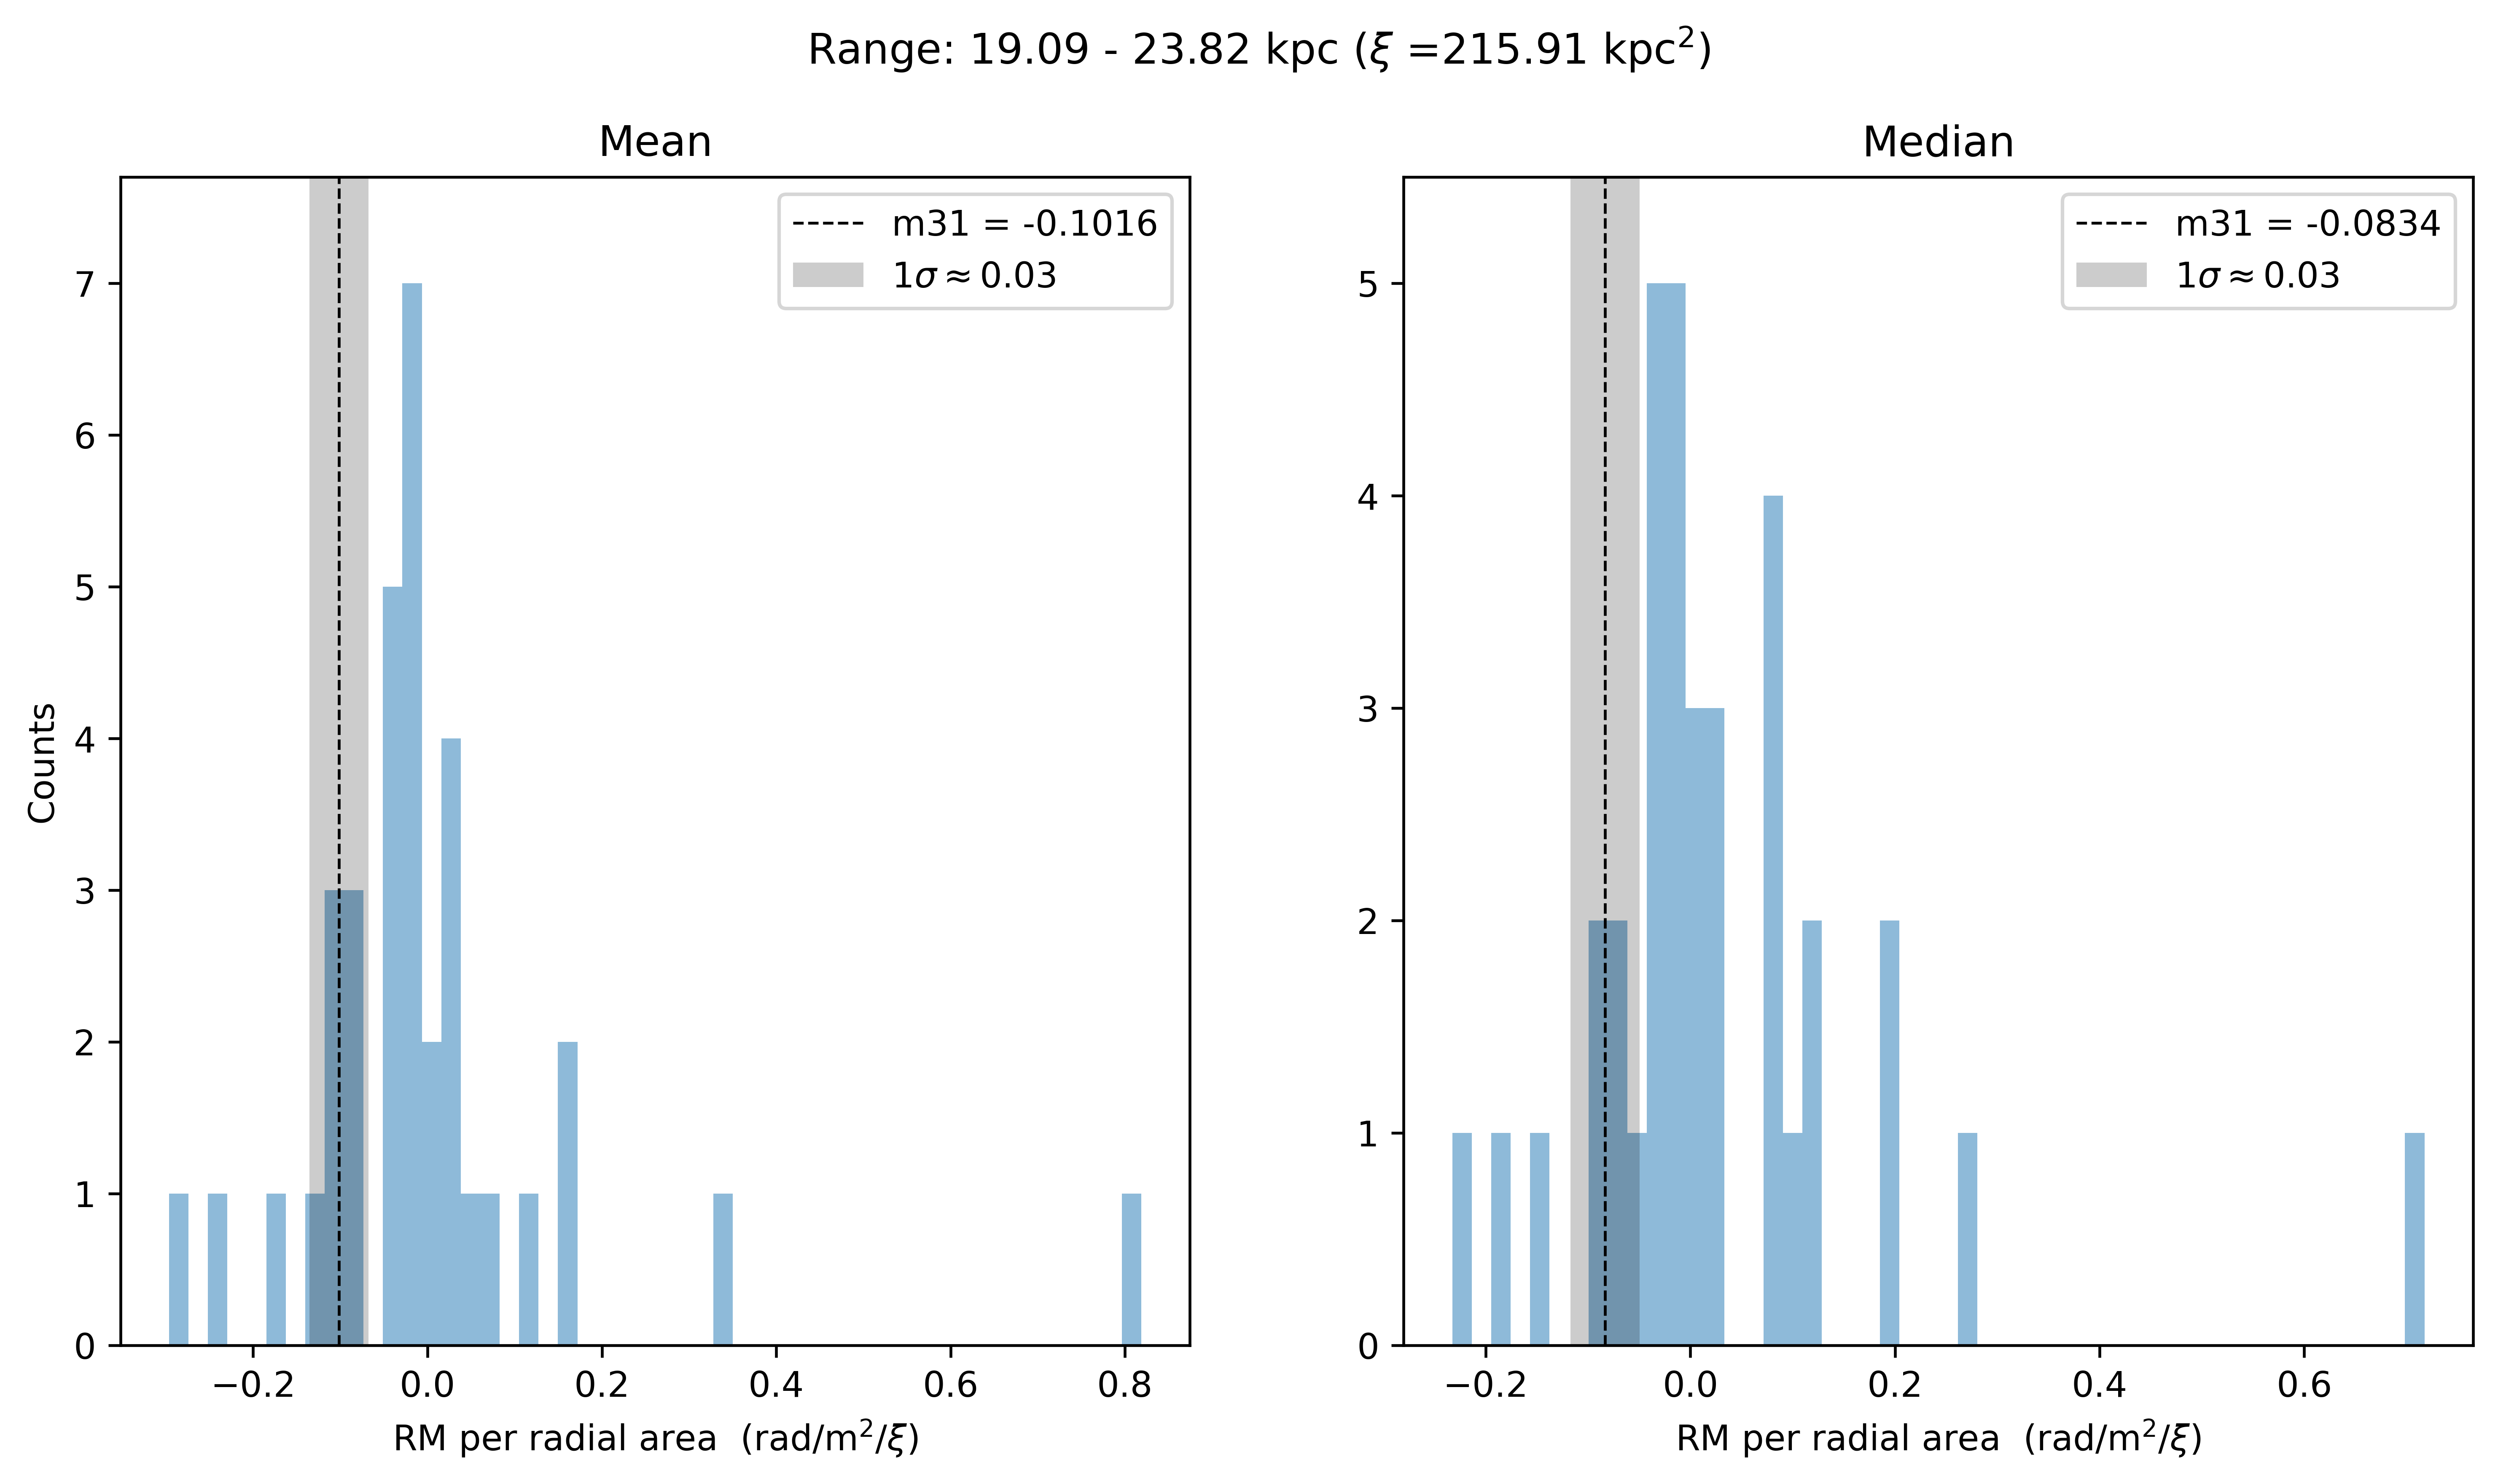 Range: 19.09 - 23.82 kpc (ξ =215.91 kpc²)
Mean
m31 = -0.1016
1σ ≈ 0.03
7
6
5
4
3
2
1
0
Counts
−0.2 0.0 0.2 0.4 0.6 0.8
RM per radial area (rad/m²/ξ)
Median
m31 = -0.0834
1σ ≈ 0.03
5
4
3
2
1
0
−0.2 0.0 0.2 0.4 0.6
RM per radial area (rad/m²/ξ)